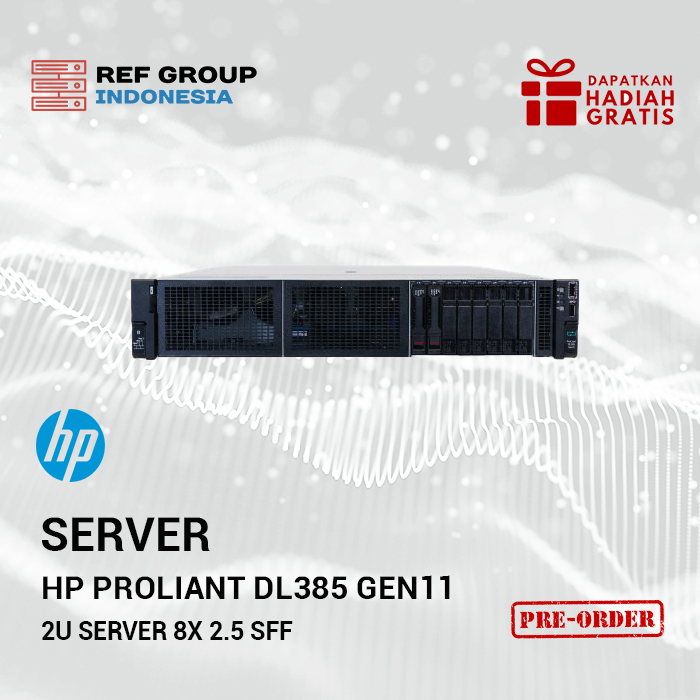 REF GROUP
INDONESIA
DAPATKAN
HADIAH
GRATIS
hp
SERVER
HP PROLIANT DL385 GEN11
2U SERVER 8X 2.5 SFF
PRE-ORDER